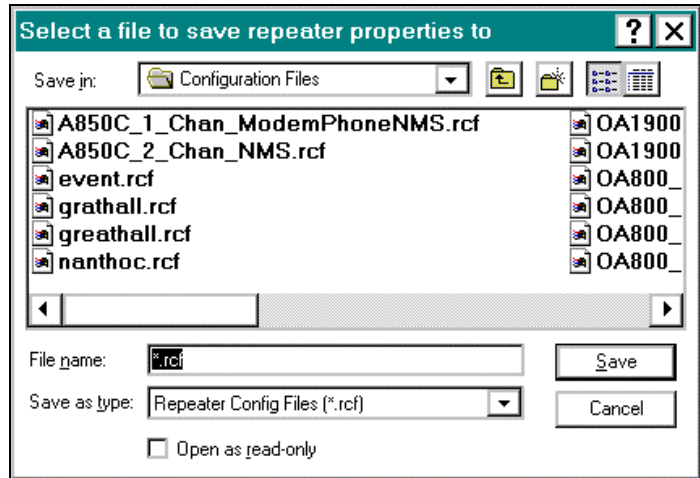 Select a file to save repeater properties to
Save in: Configuration Files
A850C_1_Chan_ModemPhoneNMS.rcf OA1900
A850C_2_Chan_NMS.rcf OA1900
event.rcf OA800_
grathall.rcf OA800_
greathall.rcf OA800_
nanthoc.rcf OA800_
File name: *.rcf Save
Save as type: Repeater Config Files (*.rcf) Cancel
Open as read-only